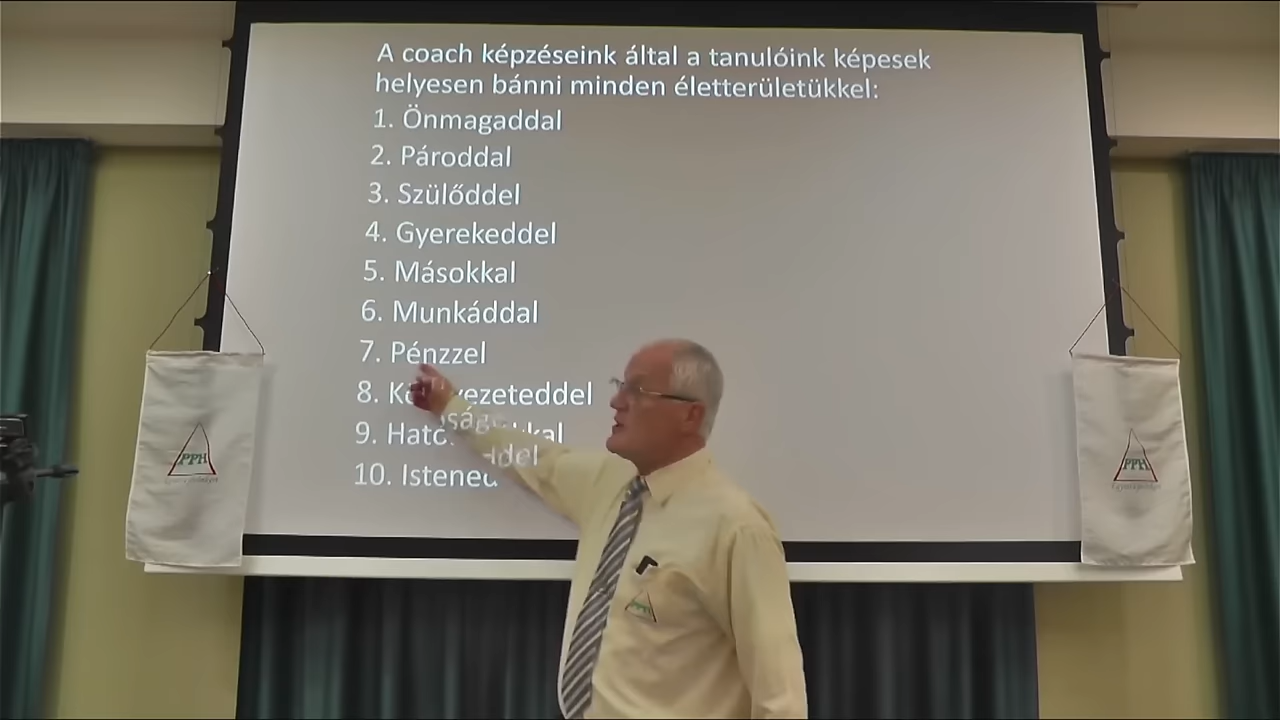 A coach képzéseink által a tanulóink képesek
helyesen bánni minden életterületükkel:
1. Önmagaddal
2. Pároddal
3. Szülőddel
4. Gyerekeddel
5. Másokkal
6. Munkáddal
7. Pénzzel
8.
9.
10.
PPH
PPH
PPH